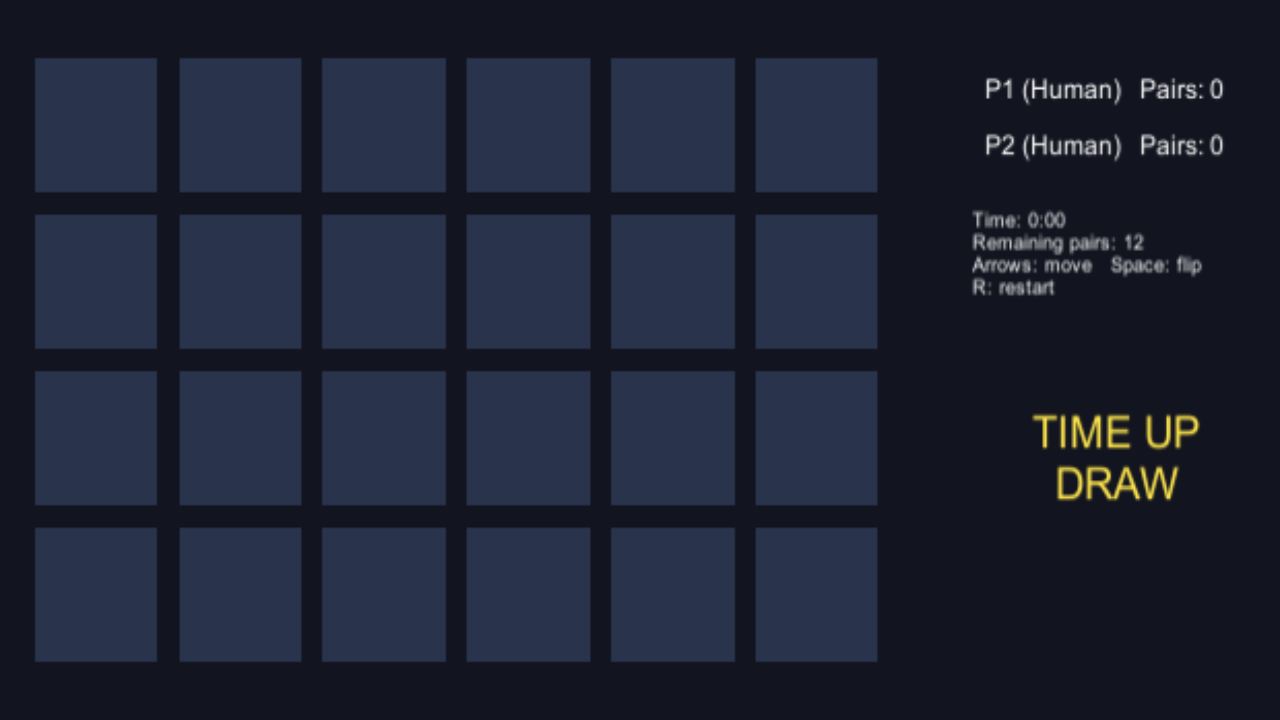 P1 (Human) Pairs: 0
P2 (Human) Pairs: 0
Time: 0:00
Remaining pairs: 12
Arrows: move Space: flip
R: restart
TIME UP
DRAW